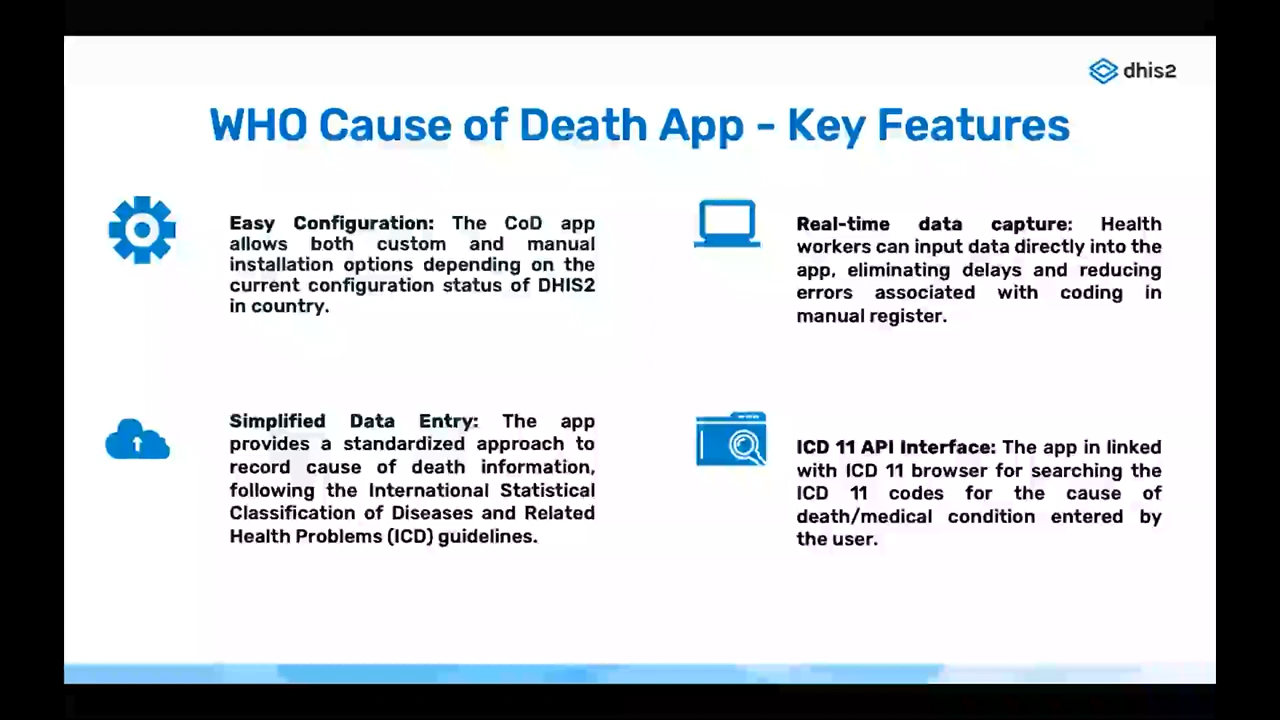 dhis2
WHO Cause of Death App - Key Features
Easy Configuration: The CoD app
allows both custom and manual
installation options depending on the
current configuration status of DHIS2
in country.
Real-time data capture: Health
workers can input data directly into the
app, eliminating delays and reducing
errors associated with coding in
manual register.
Simplified Data Entry: The app
provides a standardized approach to
record cause of death information,
following the International Statistical
Classification of Diseases and Related
Health Problems (ICD) guidelines.
ICD 11 API Interface: The app in linked
with ICD 11 browser for searching the
ICD 11 codes for the cause of
death/medical condition entered by
the user.